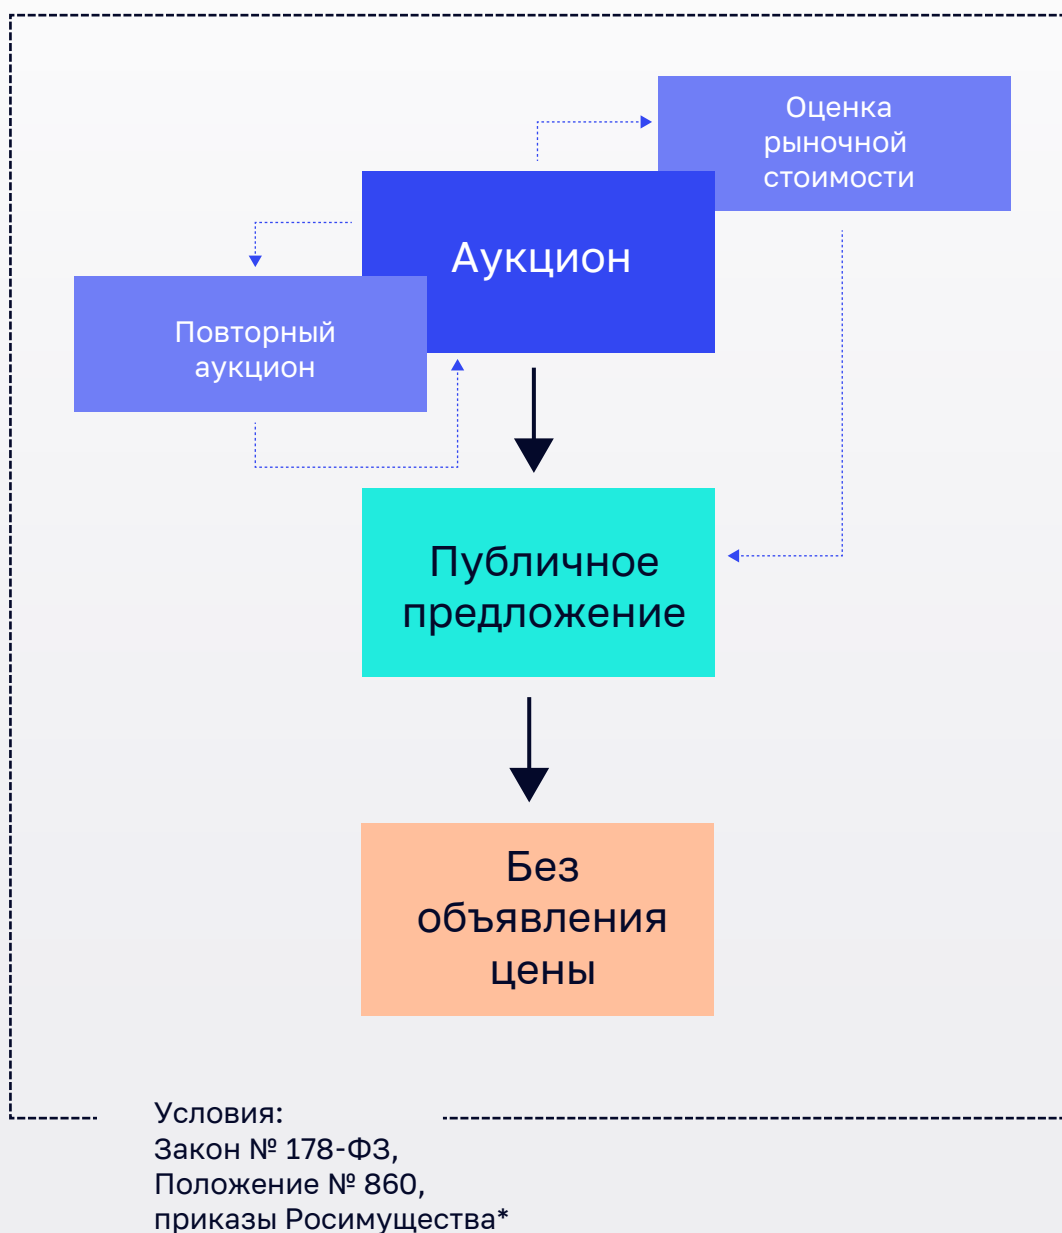 Оценка
рыночной
стоимости
Аукцион
Повторный
аукцион
Публичное
предложение
Без
объявления
цены
Условия:
Закон № 178-ФЗ,
Положение № 860,
приказы Росимущества*